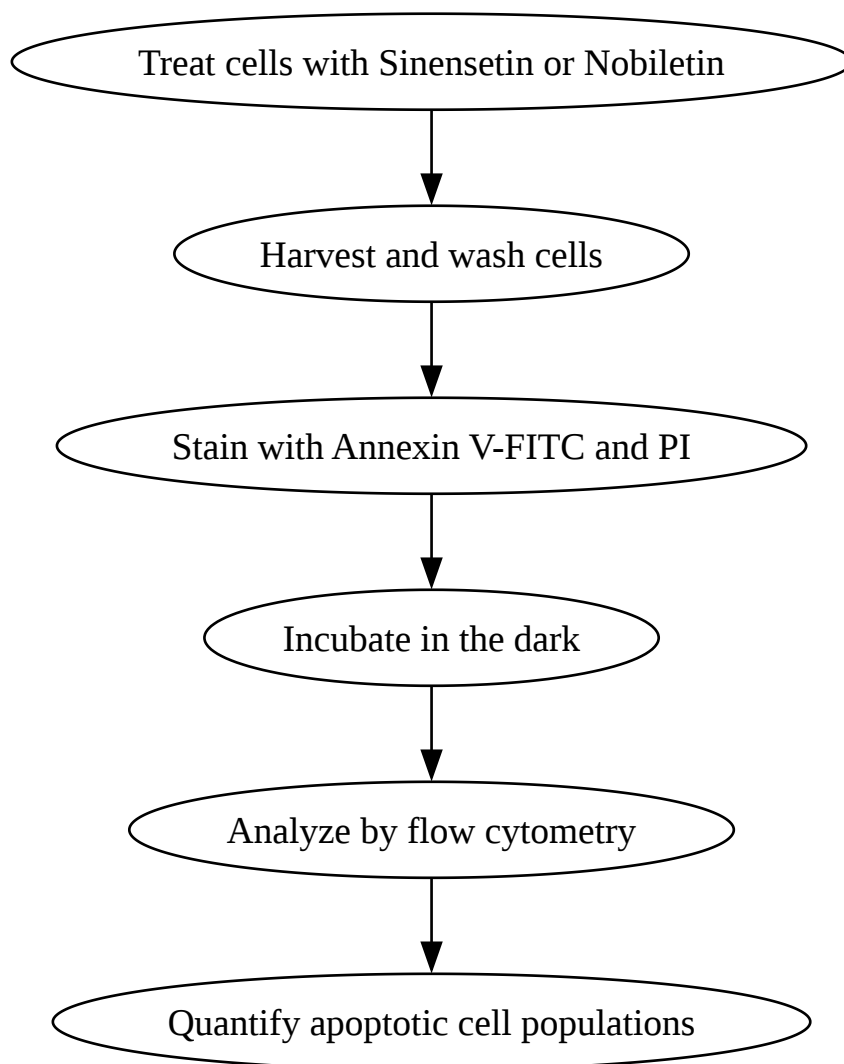 Treat cells with Sinensetin or Nobiletin
Harvest and wash cells
Stain with Annexin V-FITC and PI
Incubate in the dark
Analyze by flow cytometry
Quantify apoptotic cell populations